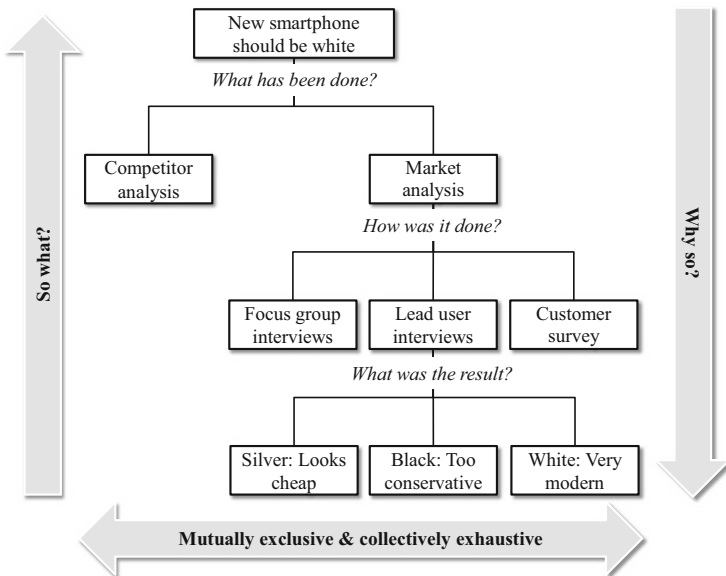 New smartphone
should be white
What has been done?
Competitor
analysis
Market
analysis
How was it done?
So what?
Why so?
Focus group
interviews
Lead user
interviews
Customer
survey
What was the result?
Silver: Looks
cheap
Black: Too
conservative
White: Very
modern
Mutually exclusive & collectively exhaustive